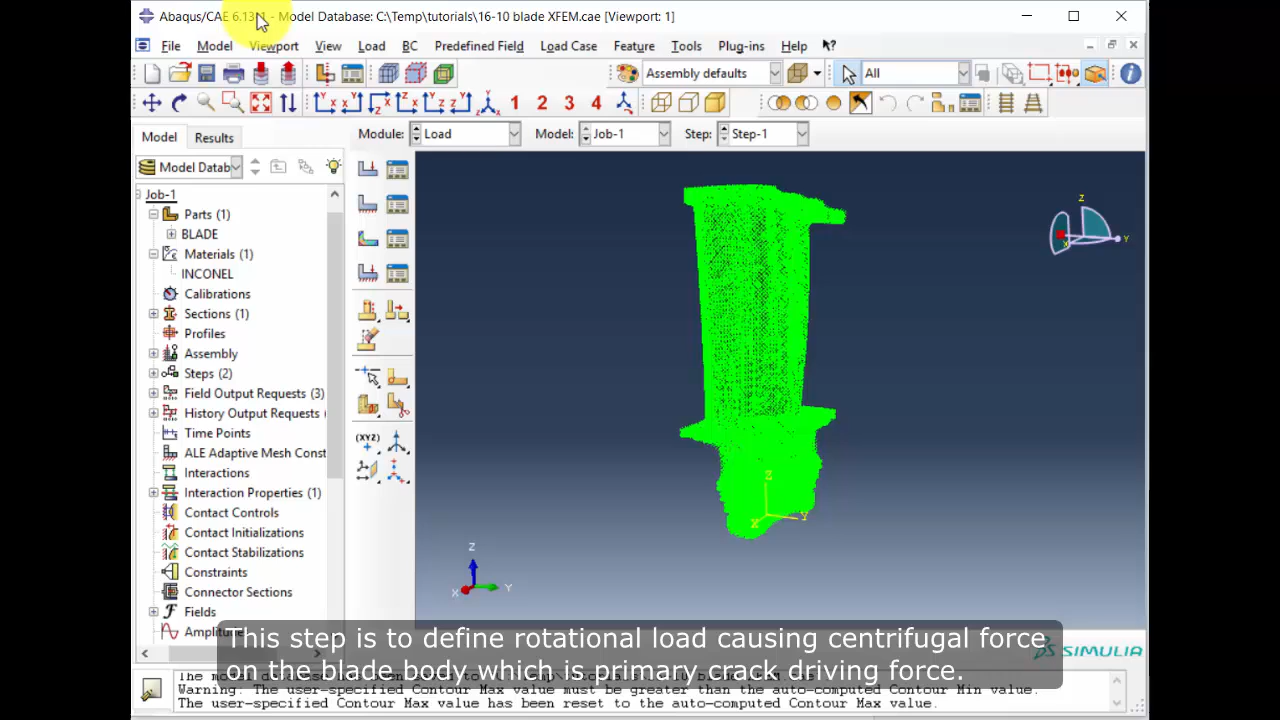 Abaqus/CAE 6.13-1 - Model Database: C:\Temp\tutorials\16-10 blade XFEM.cae [Viewport: 1]
File Model Viewport View Load BC Predefined Field Load Case Feature Tools Plug-ins Help
Assembly defaults All
1 2 3 4
Model Results Module: Load Model: Job-1 Step: Step-1
Model Datab
Job-1
Parts (1)
BLADE
Materials (1)
INCONEL
Calibrations
Sections (1)
Profiles
Assembly
Steps (2)
Field Output Requests (3)
History Output Requests
Time Points
ALE Adaptive Mesh Const
Interactions
Interaction Properties (1)
Contact Controls
Contact Initializations
Contact Stabilizations
Constraints
Connector Sections
Fields
(XYZ)
Z
Y
X
Z
Y
X
Z
Y
X
This step is to define rotational load causing centrifugal force
on the blade body which is primary crack driving force.
SIMULIA
Warning: The user-specified Contour Max value must be greater than the auto-computed Contour Min value.
The user-specified Contour Max value has been reset to the auto-computed Contour Max value.